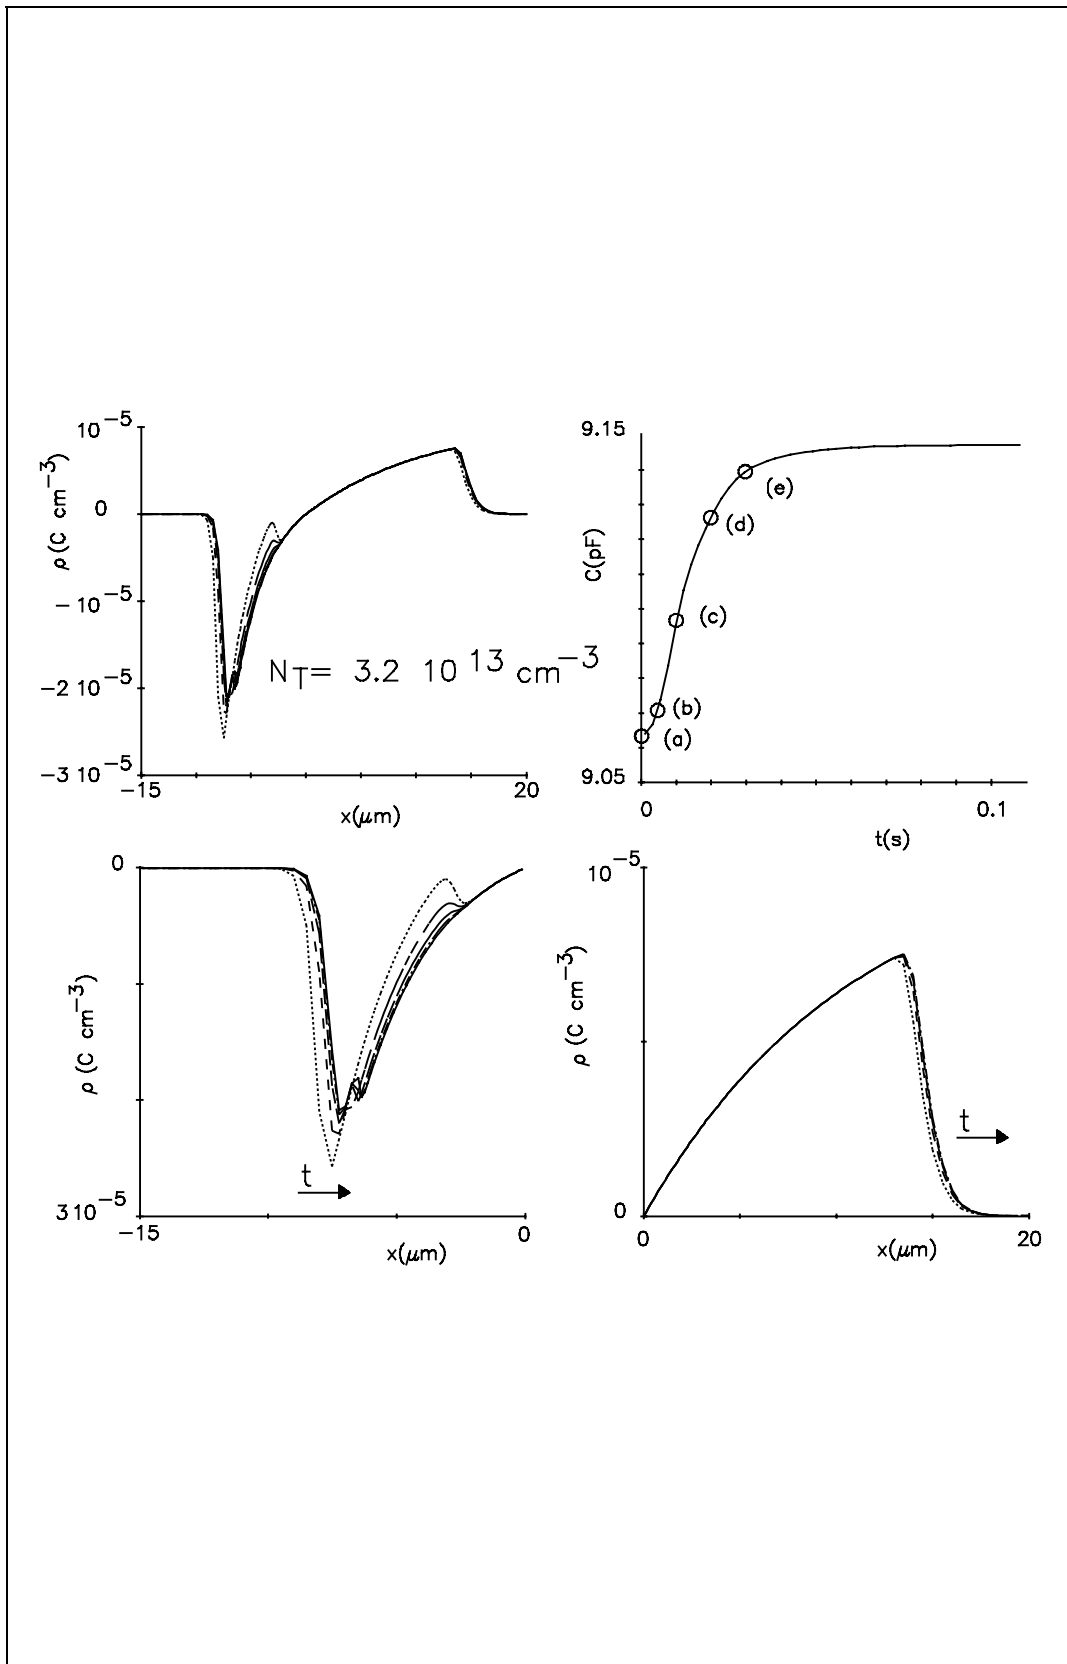 10⁻⁵
0
-10⁻⁵
-2 10⁻⁵
-3 10⁻⁵
ρ (C cm⁻³)
-15
20
x(μm)
N_T= 3.2 10¹³ cm⁻³
9.15
9.05
C(pF)
(a)
(b)
(c)
(d)
(e)
0
0.1
t(s)
0
3 10⁻⁵
ρ (C cm⁻³)
t
-15
0
x(μm)
10⁻⁵
0
ρ (C cm⁻³)
t
0
20
x(μm)